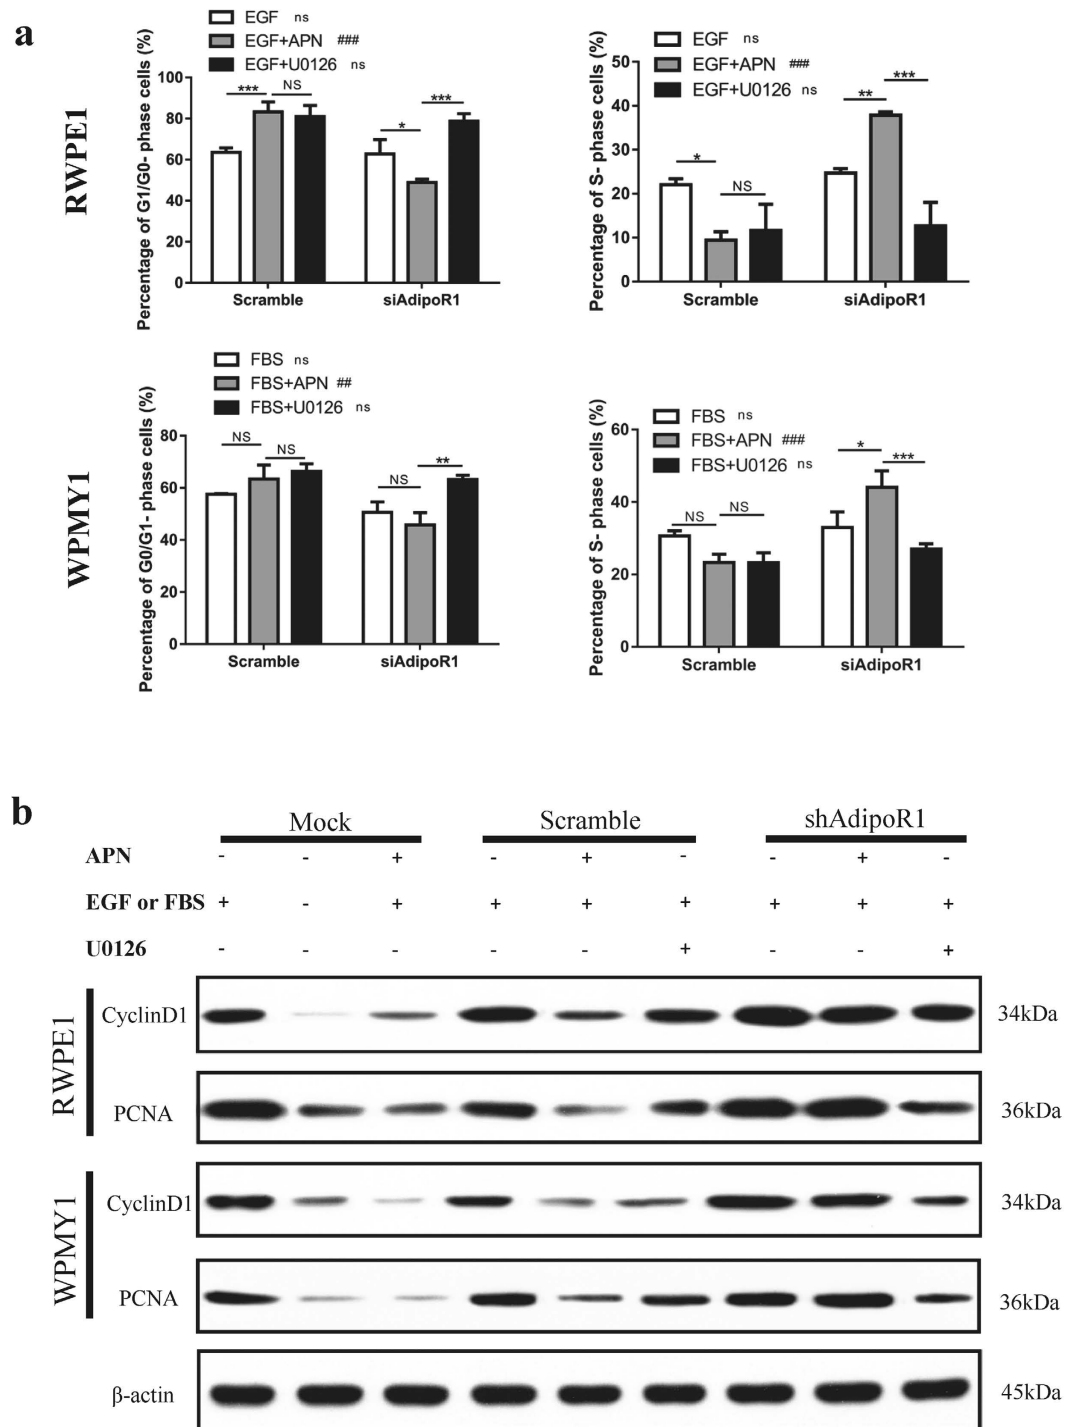 a
RWPE1
EGF ns
EGF+APN ###
EGF+U0126 ns
Percentage of G1/G0- phase cells (%)
100
80
60
40
20
0
***
NS
*
***
Scramble
siAdipoR1
EGF ns
EGF+APN ###
EGF+U0126 ns
Percentage of S- phase cells (%)
50
40
30
20
10
0
*
NS
**
***
Scramble
siAdipoR1
WPMY1
FBS ns
FBS+APN ##
FBS+U0126 ns
Percentage of G0/G1- phase cells (%)
80
60
40
20
0
NS
NS
NS
**
Scramble
siAdipoR1
FBS ns
FBS+APN ###
FBS+U0126 ns
Percentage of S- phase cells (%)
60
40
20
0
NS
NS
*
***
Scramble
siAdipoR1
b
Mock Scramble shAdipoR1
APN - - + - + - - + -
EGF or FBS + - + + + + + + +
U0126 - - - - - + - - +
RWPE1
CyclinD1 34kDa
PCNA 36kDa
WPMY1
CyclinD1 34kDa
PCNA 36kDa
β-actin 45kDa